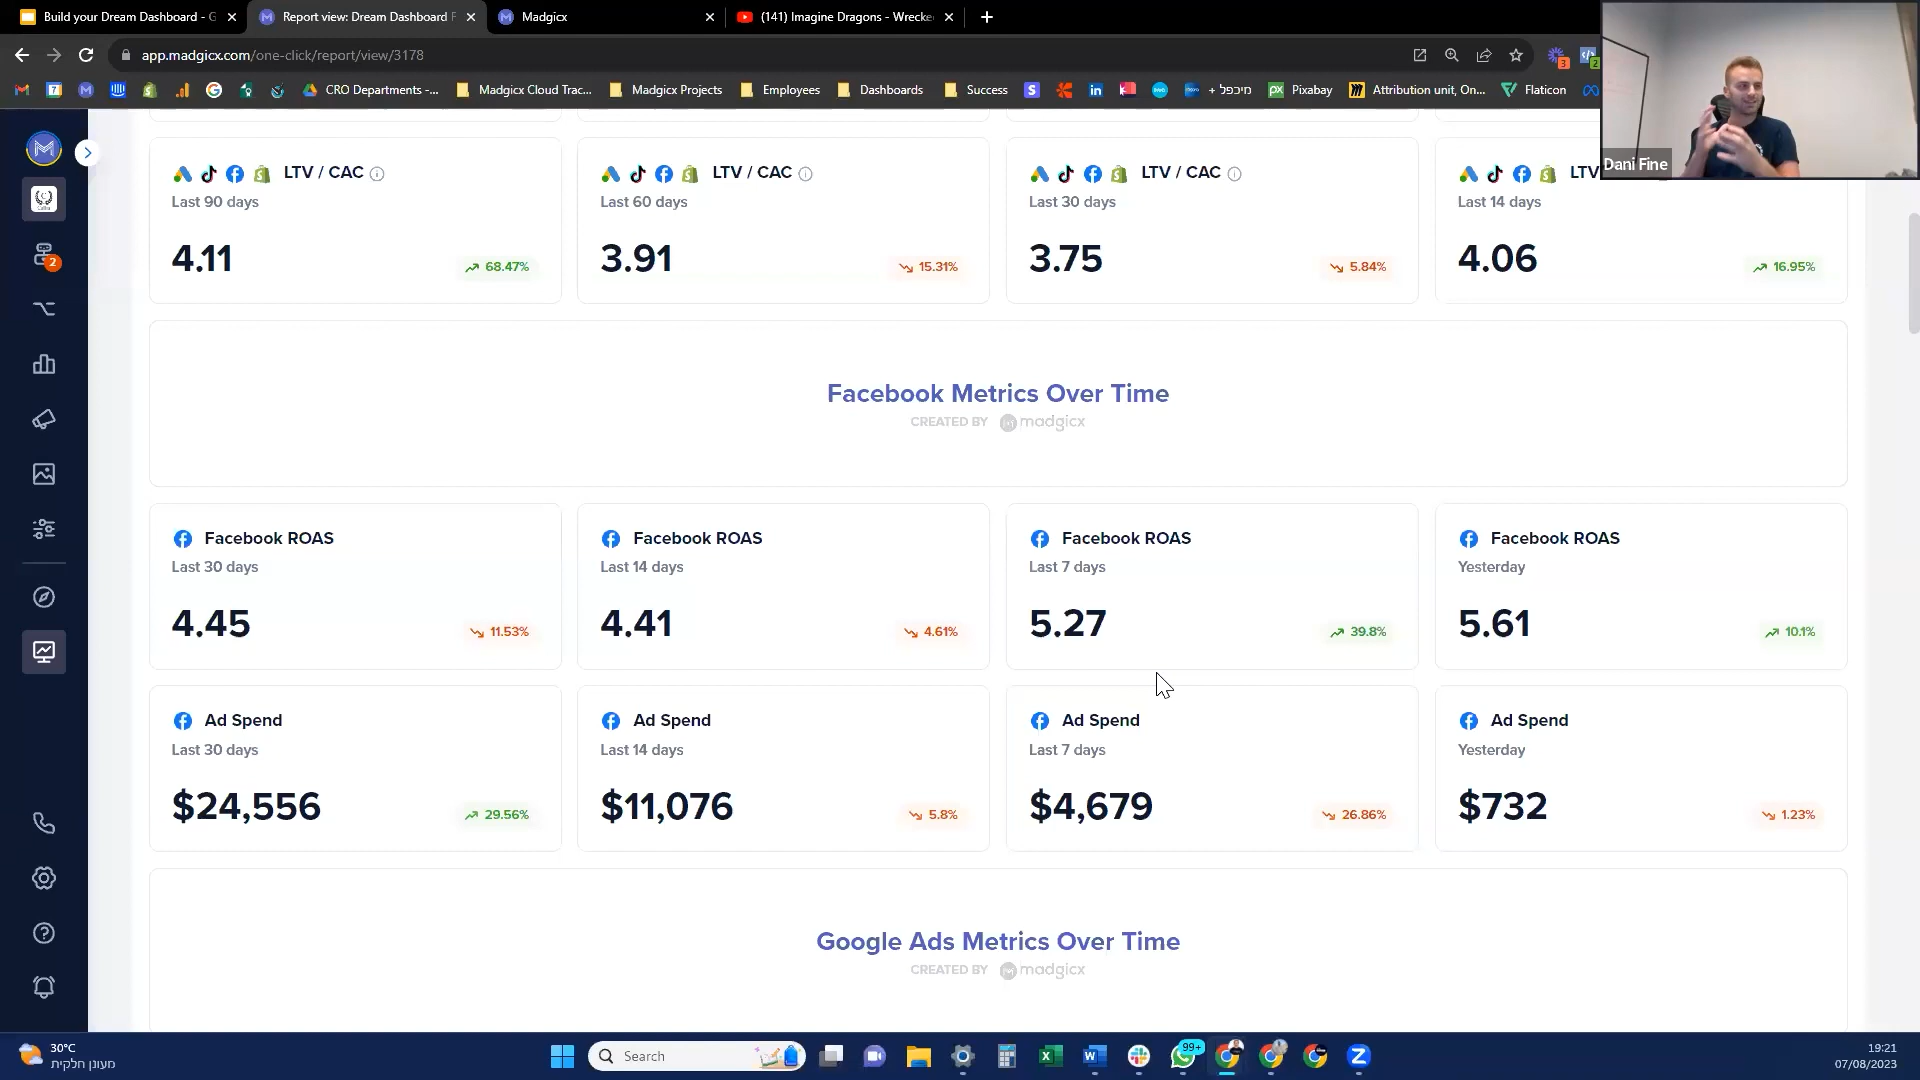 Build your Dream Dashboard - G
Report view: Dream Dashboard F
Madgicx
(141) Imagine Dragons - Wrecke
app.madgicx.com/one-click/report/view/3178
CRO Departments -...
Madgicx Cloud Trac...
Madgicx Projects
Employees
Dashboards
Success
מיכפל +
Pixabay
Attribution unit, On...
Flaticon
Dani Fine
LTV / CAC
Last 90 days
4.11
68.47%
LTV / CAC
Last 60 days
3.91
15.31%
LTV / CAC
Last 30 days
3.75
5.84%
LTV
Last 14 days
4.06
16.95%
Facebook Metrics Over Time
CREATED BY madgicx
Facebook ROAS
Last 30 days
4.45
11.53%
Facebook ROAS
Last 14 days
4.41
4.61%
Facebook ROAS
Last 7 days
5.27
39.8%
Facebook ROAS
Yesterday
5.61
10.1%
Ad Spend
Last 30 days
$24,556
29.56%
Ad Spend
Last 14 days
$11,076
5.8%
Ad Spend
Last 7 days
$4,679
26.86%
Ad Spend
Yesterday
$732
1.23%
Google Ads Metrics Over Time
CREATED BY madgicx
2
30°C
מעונן חלקית
Search
99+
19:21
07/08/2023